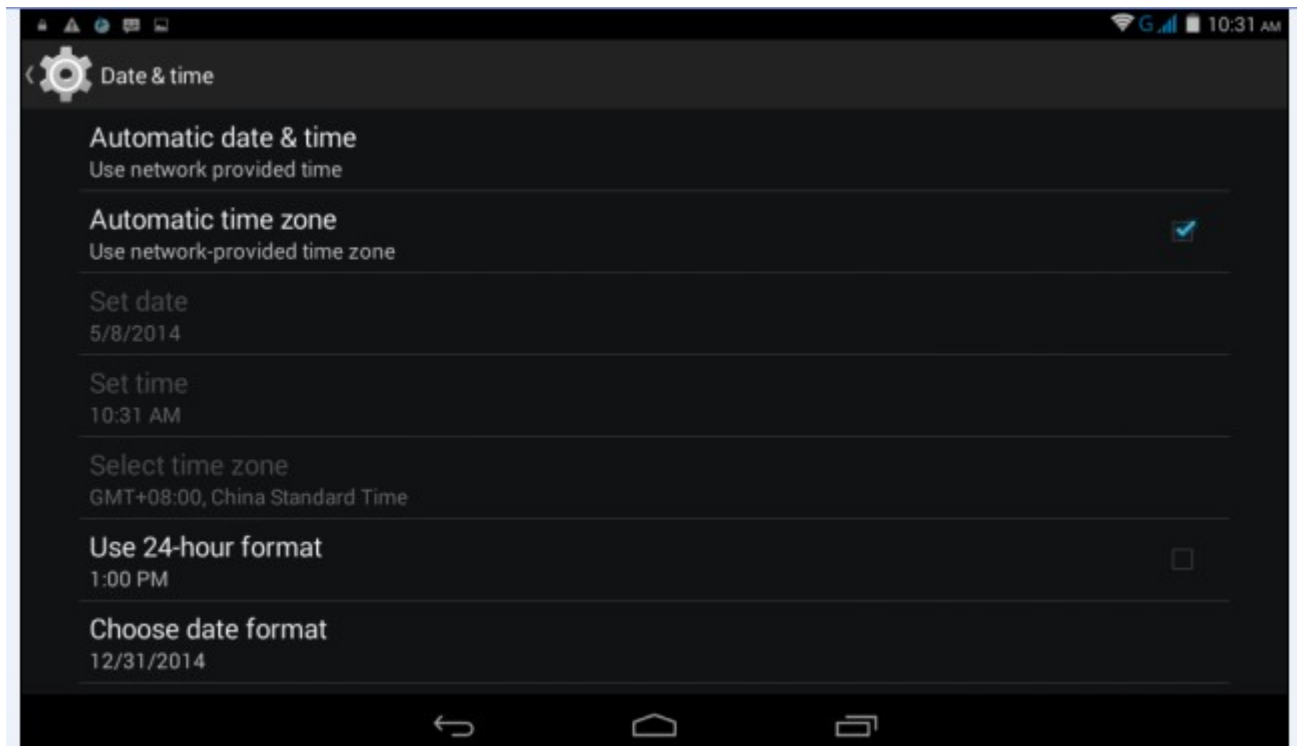 G 10:31 AM
Date & time
Automatic date & time
Use network provided time
Automatic time zone
Use network-provided time zone
Set date
5/8/2014
Set time
10:31 AM
Select time zone
GMT+08:00, China Standard Time
Use 24-hour format
1:00 PM
Choose date format
12/31/2014